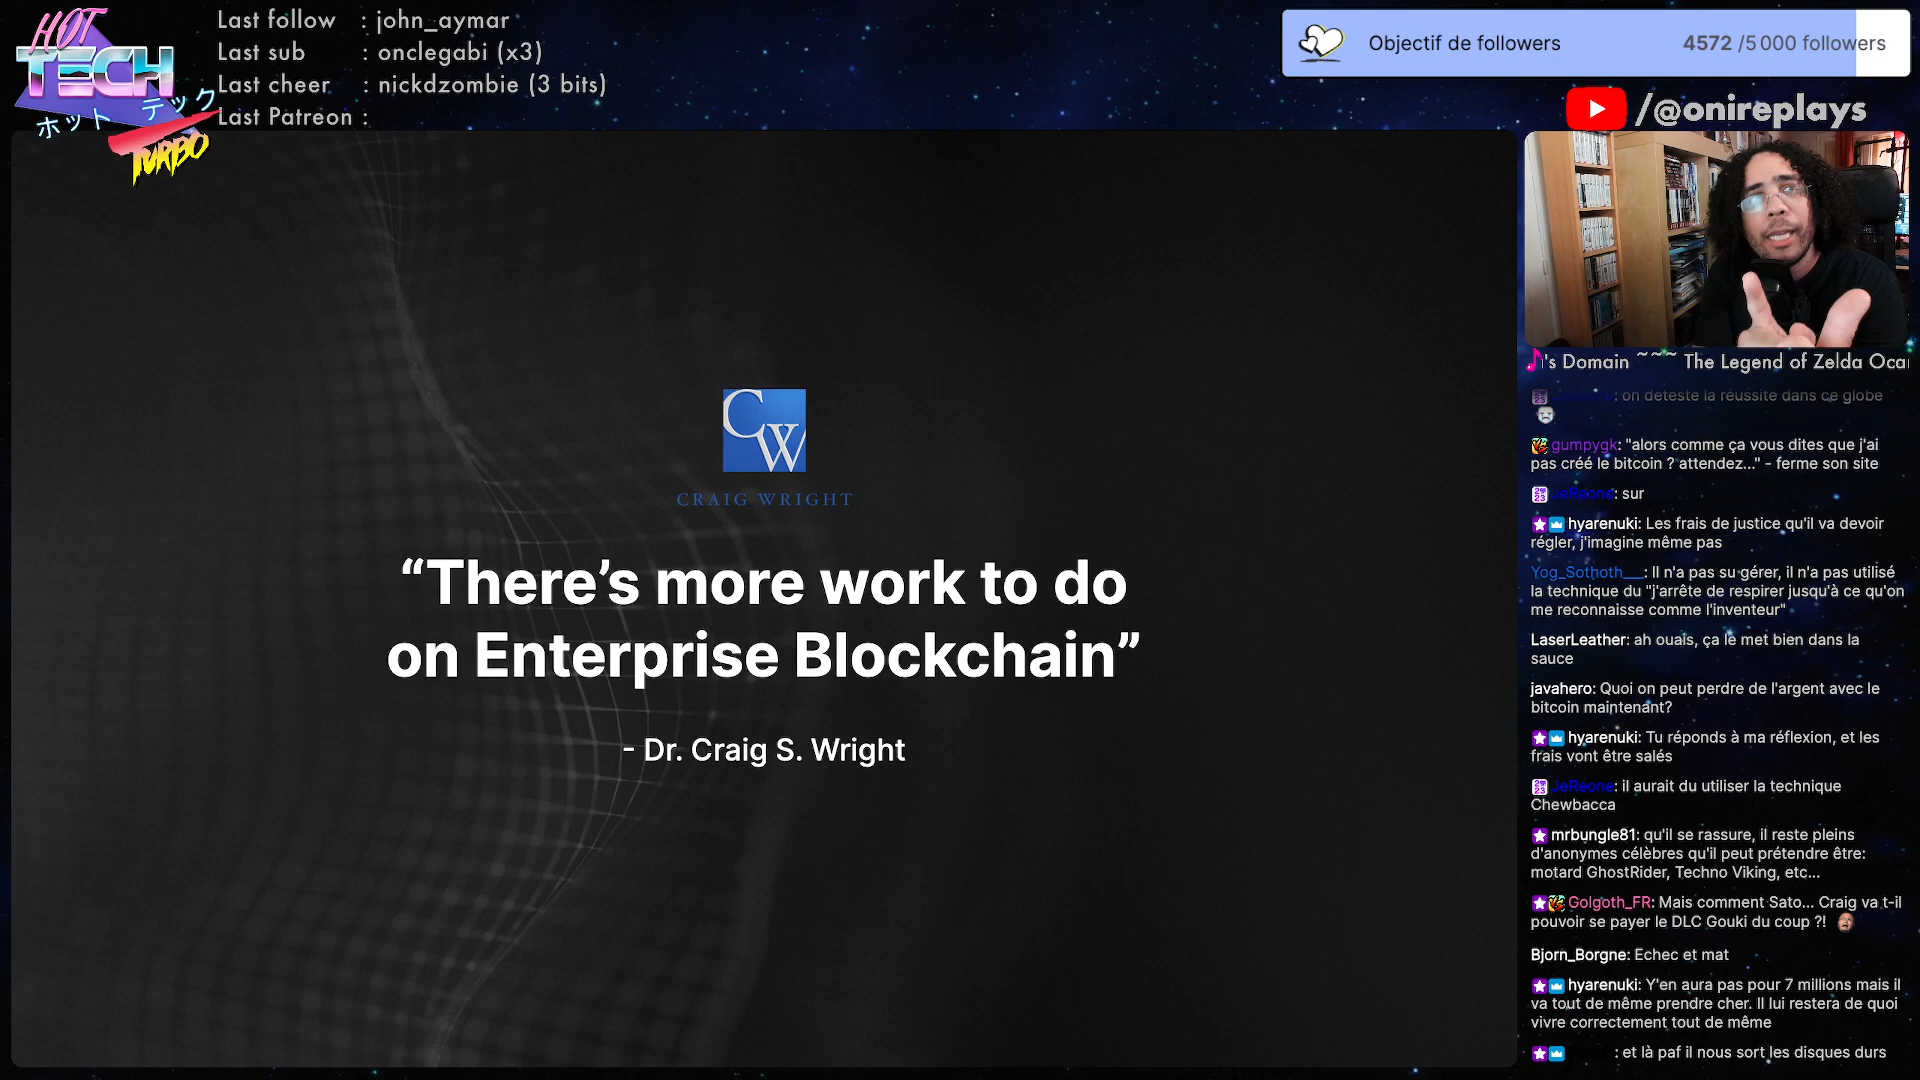 HOT
TECH
ホット テック
TURBO
Last follow : john_aymar
Last sub : onclegabi (x3)
Last cheer : nickdzombie (3 bits)
Last Patreon :
Objectif de followers 4572 /5 000 followers
/@onireplays
CW
CRAIG WRIGHT
“There’s more work to do
on Enterprise Blockchain”
- Dr. Craig S. Wright
's Domain ~~~ The Legend of Zelda Oca
: on deteste la réussite dans ce globe
gumpygk: "alors comme ça vous dites que j'ai
pas créé le bitcoin ? attendez..." - ferme son site
JeReone: sur
hyarenuki: Les frais de justice qu'il va devoir
régler, j'imagine même pas
Yog_Sothoth__: Il n'a pas su gérer, il n'a pas utilisé
la technique du "j'arrête de respirer jusqu'à ce qu'on
me reconnaisse comme l'inventeur"
LaserLeather: ah ouais, ça le met bien dans la
sauce
javahero: Quoi on peut perdre de l'argent avec le
bitcoin maintenant?
hyarenuki: Tu réponds à ma réflexion, et les
frais vont être salés
JeReone: il aurait du utiliser la technique
Chewbacca
mrbungle81: qu'il se rassure, il reste pleins
d'anonymes célèbres qu'il peut prétendre être:
motard GhostRider, Techno Viking, etc...
Golgoth_FR: Mais comment Sato... Craig va t-il
pouvoir se payer le DLC Gouki du coup ?!
Bjorn_Borgne: Echec et mat
hyarenuki: Y'en aura pas pour 7 millions mais il
va tout de même prendre cher. Il lui restera de quoi
vivre correctement tout de même
: et là paf il nous sort les disques durs